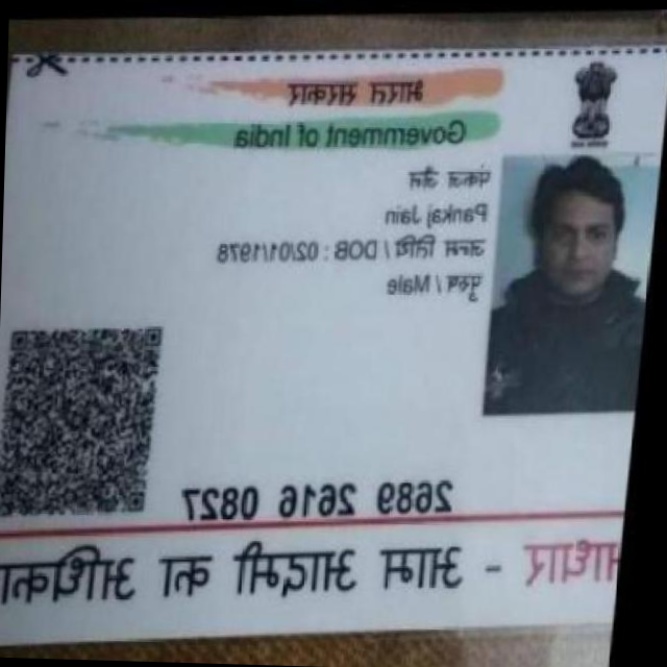 भारत सरकार
Government of India
पंकज जैन
Pankaj Jain
जन्म तिथि / DOB : 02/01/1978
पुरुष / Male
2689 2616 0827
आधार - आम आदमी का अधिकार